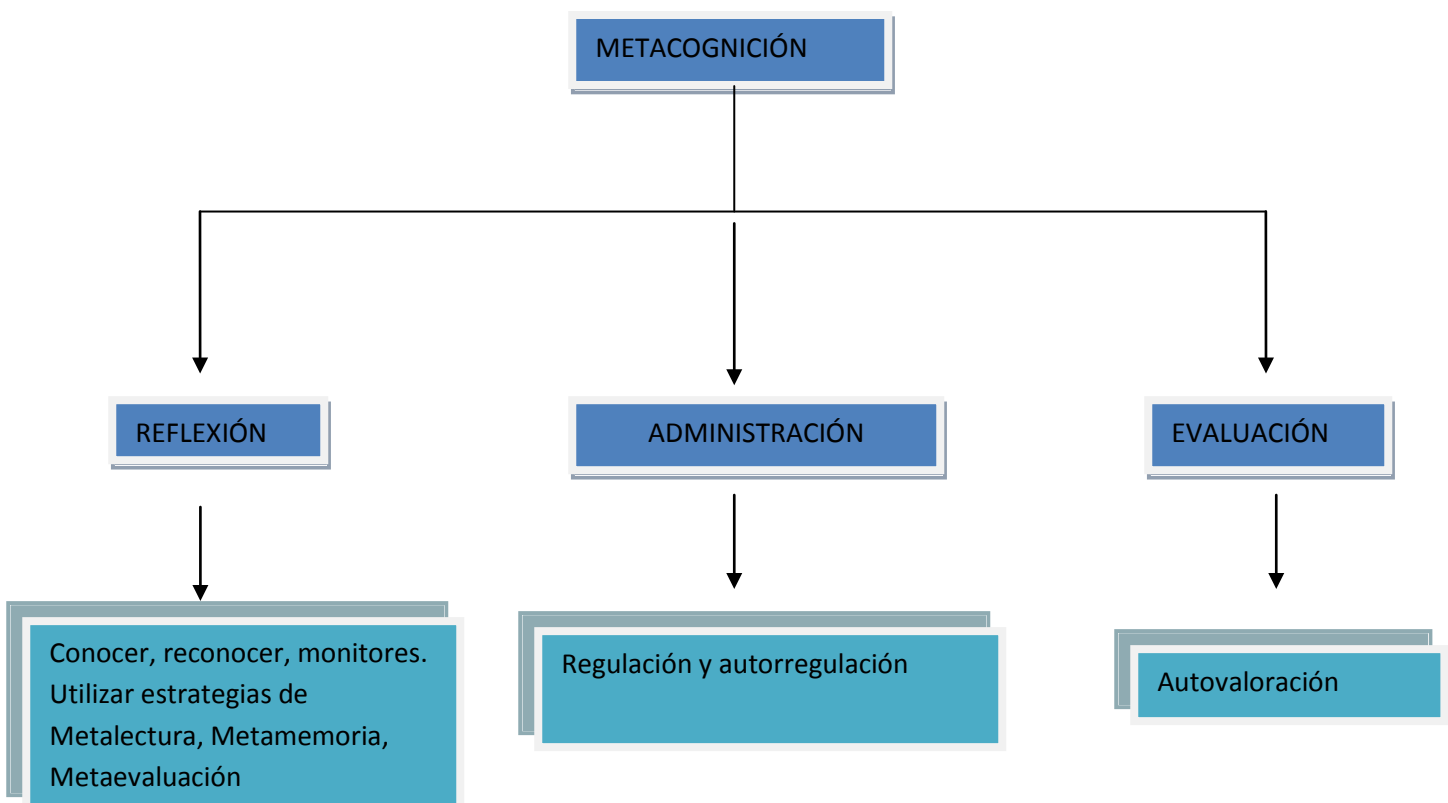 METACOGNICIÓN
REFLEXIÓN
ADMINISTRACIÓN
EVALUACIÓN
Conocer, reconocer, monitores.
Utilizar estrategias de
Metalectura, Metamemoria,
Metaevaluación
Regulación y autorregulación
Autovaloración